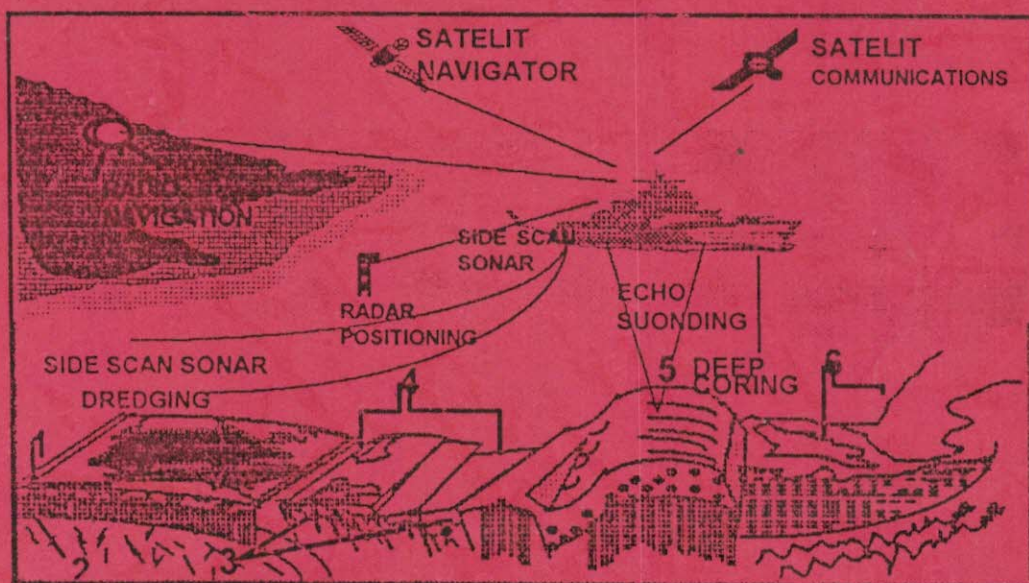 SATELIT
NAVIGATOR
SATELIT
COMMUNICATIONS
RADIO
NAVIGATION
SIDE SCAN
SONAR
RADAR
POSITIONING
ECHO
SUONDING
SIDE SCAN SONAR
DREDGING
DEEP
CORING
1
2
3
4
5
6